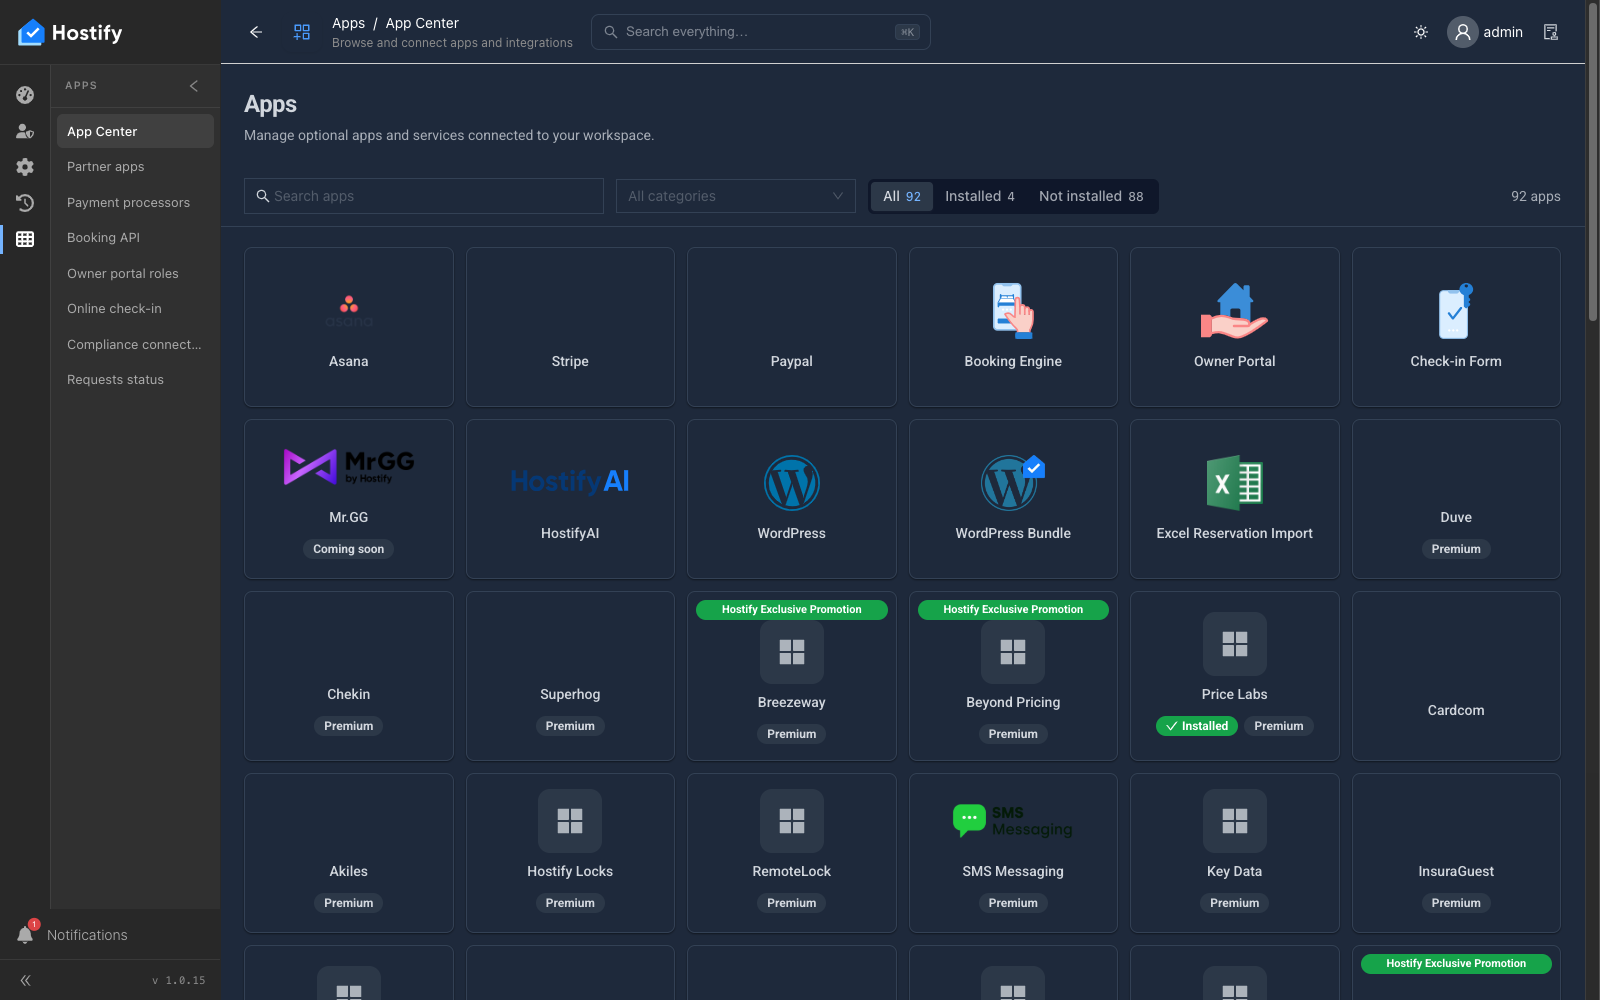 Hostify
Apps / App Center
Browse and connect apps and integrations
Search everything...
⌘K
admin
APPS
App Center
Partner apps
Payment processors
Booking API
Owner portal roles
Online check-in
Compliance connect...
Requests status
1
Notifications
v 1.0.15
Apps
Manage optional apps and services connected to your workspace.
Search apps
All categories
All 92
Installed 4
Not installed 88
92 apps
asana
Asana
Stripe
Paypal
Booking Engine
Owner Portal
Check-in Form
MrGG
by Hostify
Mr.GG
Coming soon
HostifyAI
HostifyAI
WordPress
WordPress Bundle
X
Excel Reservation Import
Duve
Premium
Chekin
Premium
Superhog
Premium
Hostify Exclusive Promotion
Breezeway
Premium
Hostify Exclusive Promotion
Beyond Pricing
Premium
Price Labs
Installed
Premium
Cardcom
Akiles
Premium
Hostify Locks
Premium
RemoteLock
Premium
SMS
Messaging
SMS Messaging
Premium
Key Data
Premium
InsuraGuest
Premium
Hostify Exclusive Promotion